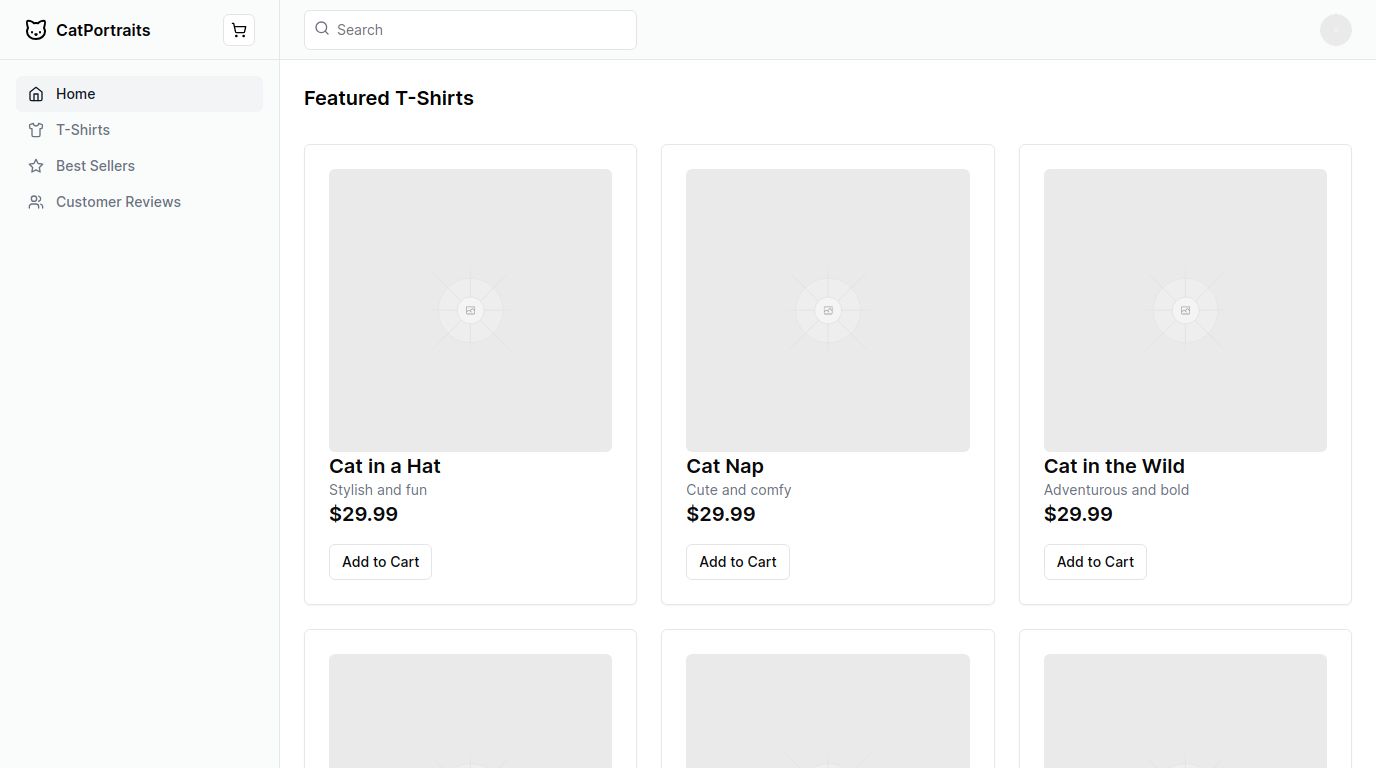 CatPortraits
Search
Home
T-Shirts
Best Sellers
Customer Reviews
Featured T-Shirts
Cat in a Hat
Stylish and fun
$29.99
Add to Cart
Cat Nap
Cute and comfy
$29.99
Add to Cart
Cat in the Wild
Adventurous and bold
$29.99
Add to Cart